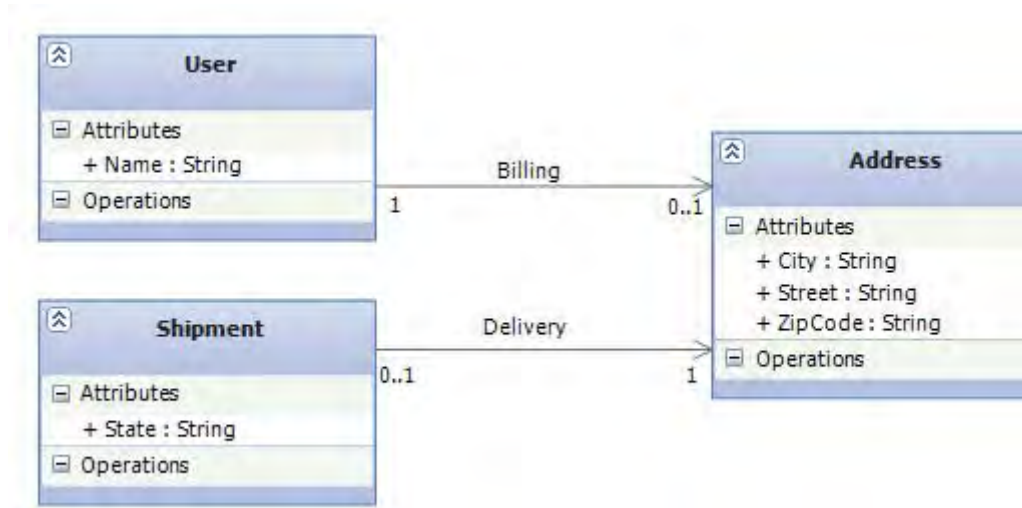 User
Attributes
+ Name : String
Operations
Billing
1
0..1
Address
Attributes
+ City : String
+ Street : String
+ ZipCode : String
Operations
Shipment
Attributes
+ State : String
Operations
Delivery
0..1
1